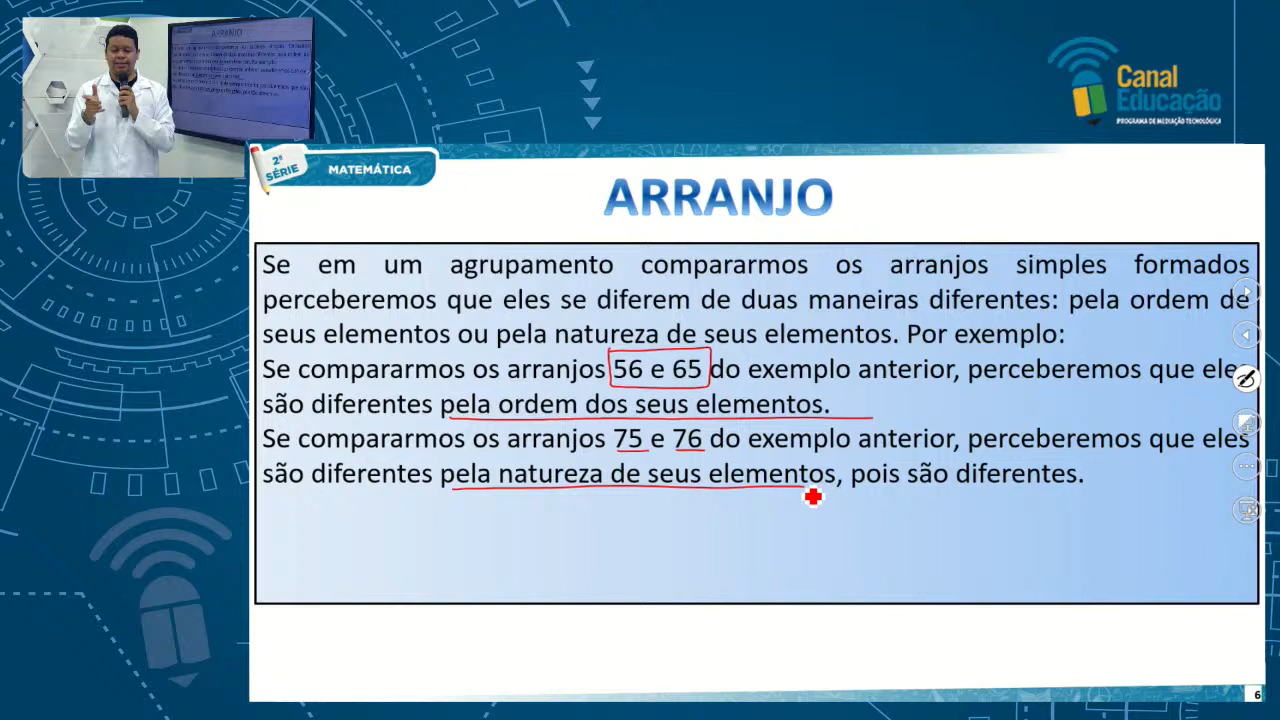 ARRANJO
Canal
Educação
PROGRAMA DE MEDIAÇÃO TECNOLÓGICA
2ª
SÉRIE
MATEMÁTICA
ARRANJO
Se em um agrupamento compararmos os arranjos simples formados
perceberemos que eles se diferem de duas maneiras diferentes: pela ordem de
seus elementos ou pela natureza de seus elementos. Por exemplo:
Se compararmos os arranjos 56 e 65 do exemplo anterior, perceberemos que eles
são diferentes pela ordem dos seus elementos.
Se compararmos os arranjos 75 e 76 do exemplo anterior, perceberemos que eles
são diferentes pela natureza de seus elementos, pois são diferentes.
6